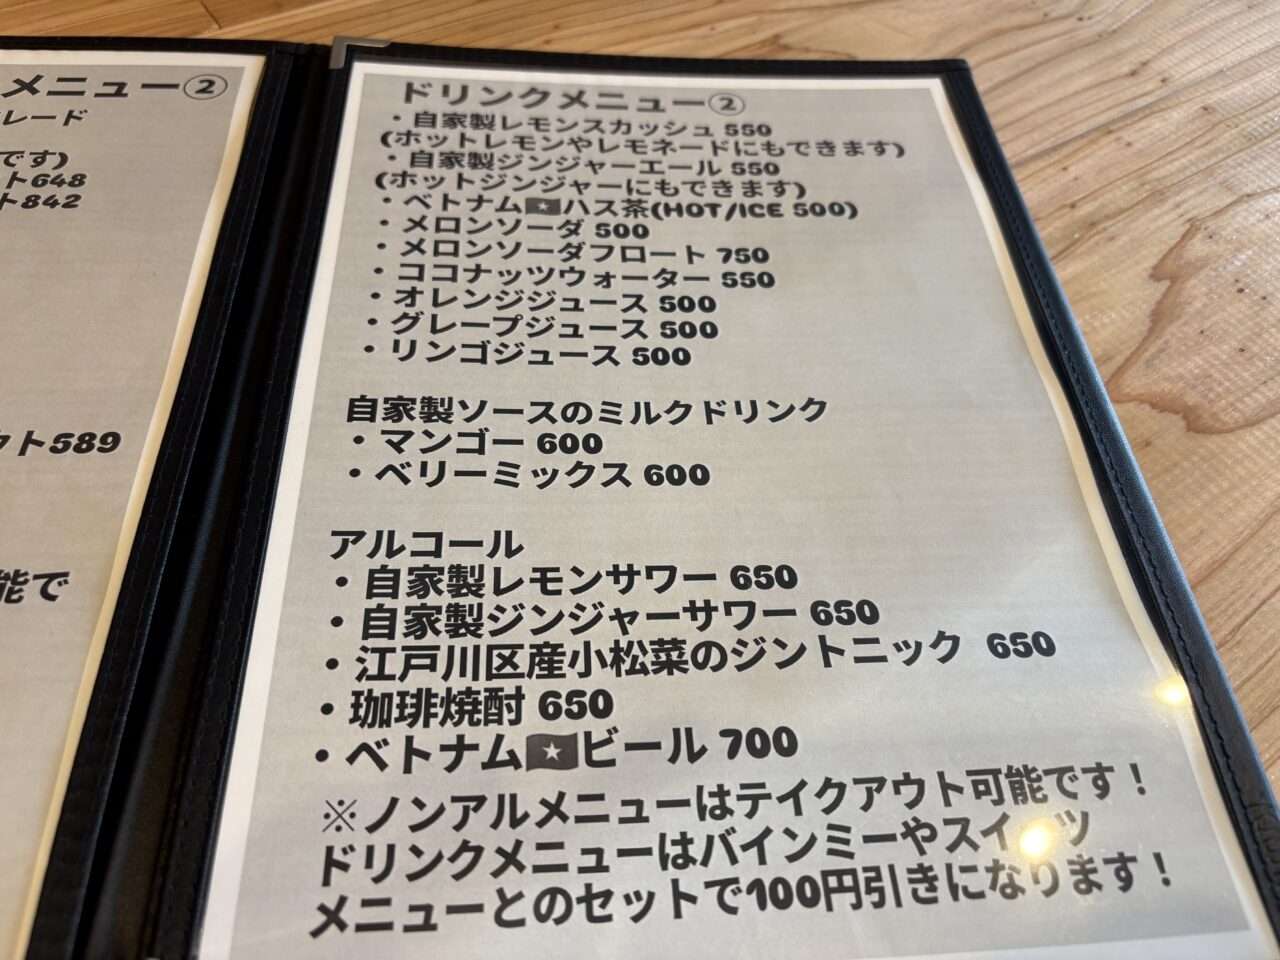 メニュー②
レード
です)
ト648
ト842
クト589
能で
ドリンクメニュー②
・自家製レモンスカッシュ 550
(ホットレモンやレモネードにもできます)
・自家製ジンジャーエール 550
(ホットジンジャーにもできます)
・ベトナム🇻🇳ハス茶(HOT/ICE 500)
・メロンソーダ 500
・メロンソーダフロート 750
・ココナッツウォーター 550
・オレンジジュース 500
・グレープジュース 500
・リンゴジュース 500
自家製ソースのミルクドリンク
・マンゴー 600
・ベリーミックス 600
アルコール
・自家製レモンサワー 650
・自家製ジンジャーサワー 650
・江戸川区産小松菜のジントニック 650
・珈琲焼酎 650
・ベトナム🇻🇳ビール 700
※ノンアルメニューはテイクアウト可能です！
ドリンクメニューはバインミーやスイーツ
メニューとのセットで100円引きになります！